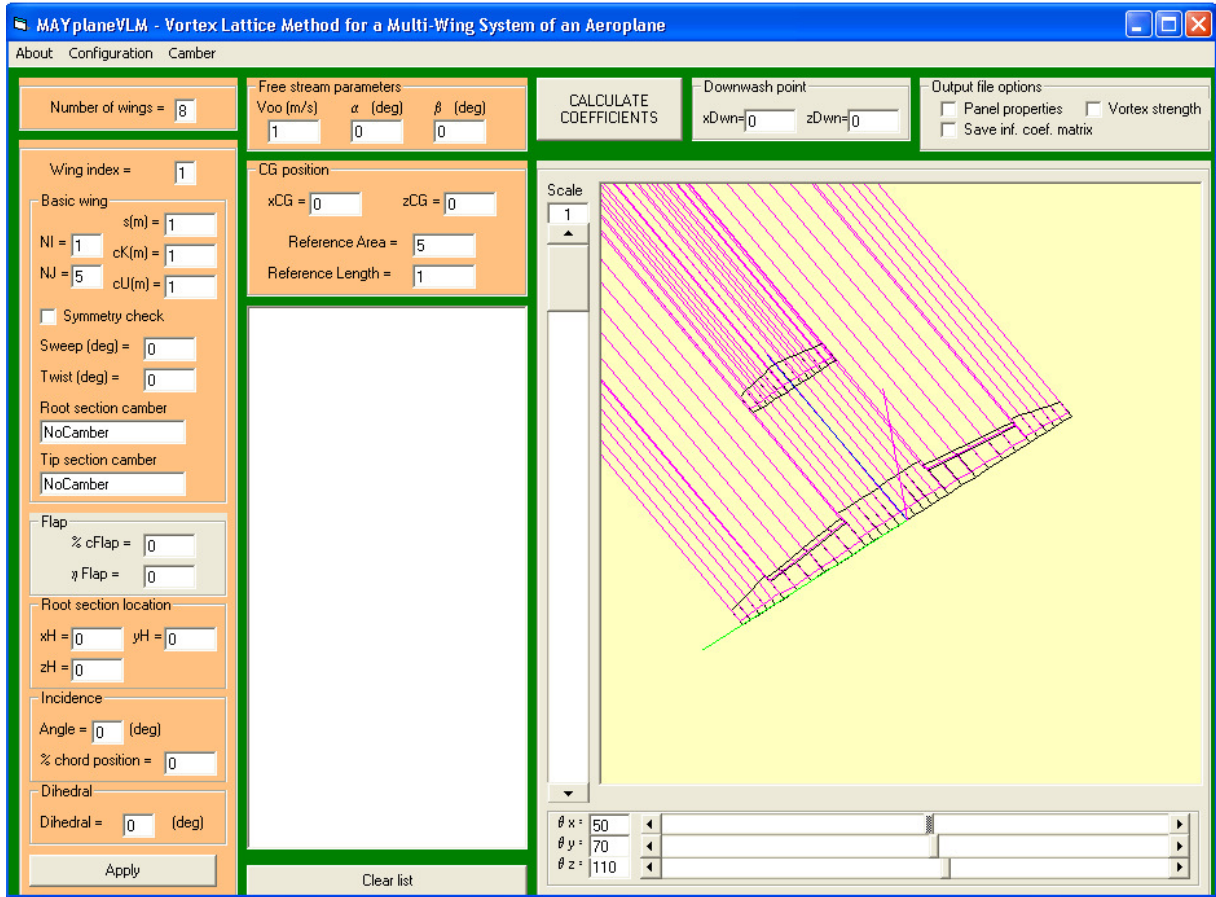 MAYplaneVLM - Vortex Lattice Method for a Multi-Wing System of an Aeroplane
About Configuration Camber
Number of wings = 8
Wing index = 1
Basic wing
s(m) = 1
NI = 1
cK(m) = 1
NJ = 5
cU(m) = 1
Symmetry check
Sweep (deg) = 0
Twist (deg) = 0
Root section camber
NoCamber
Tip section camber
NoCamber
Flap
% cFlap = 0
η Flap = 0
Root section location
xH = 0 yH = 0
zH = 0
Incidence
Angle = 0 (deg)
% chord position = 0
Dihedral
Dihedral = 0 (deg)
Apply
Free stream parameters
Voo (m/s) α (deg) β (deg)
1 0 0
CG position
xCG = 0 zCG = 0
Reference Area = 5
Reference Length = 1
Clear list
CALCULATE
COEFFICIENTS
Downwash point
xDwn= 0 zDwn= 0
Output file options
Panel properties Vortex strength
Save inf. coef. matrix
Scale
1
θ x : 50
θ y : 70
θ z : 110